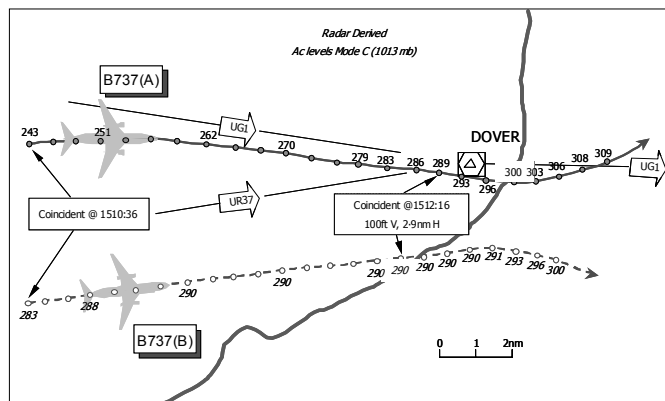 Radar Derived
Ac levels Mode C (1013 mb)
B737(A)
UG1
243
251
262
270
279
283
286
289
293
296
300
303
306
308
309
DOVER
UG1
Coincident @ 1510:36
UR37
Coincident @ 1512:16
100ft V, 2·9nm H
283
288
290
290
290
290
290
290
291
293
296
300
B737(B)
0 1 2nm